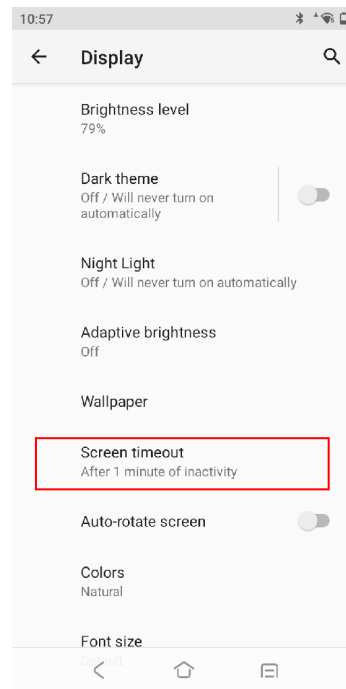 10:57
Display
Brightness level
79%
Dark theme
Off / Will never turn on
automatically
Night Light
Off / Will never turn on automatically
Adaptive brightness
Off
Wallpaper
Screen timeout
After 1 minute of inactivity
Auto-rotate screen
Colors
Natural
Font size
Default